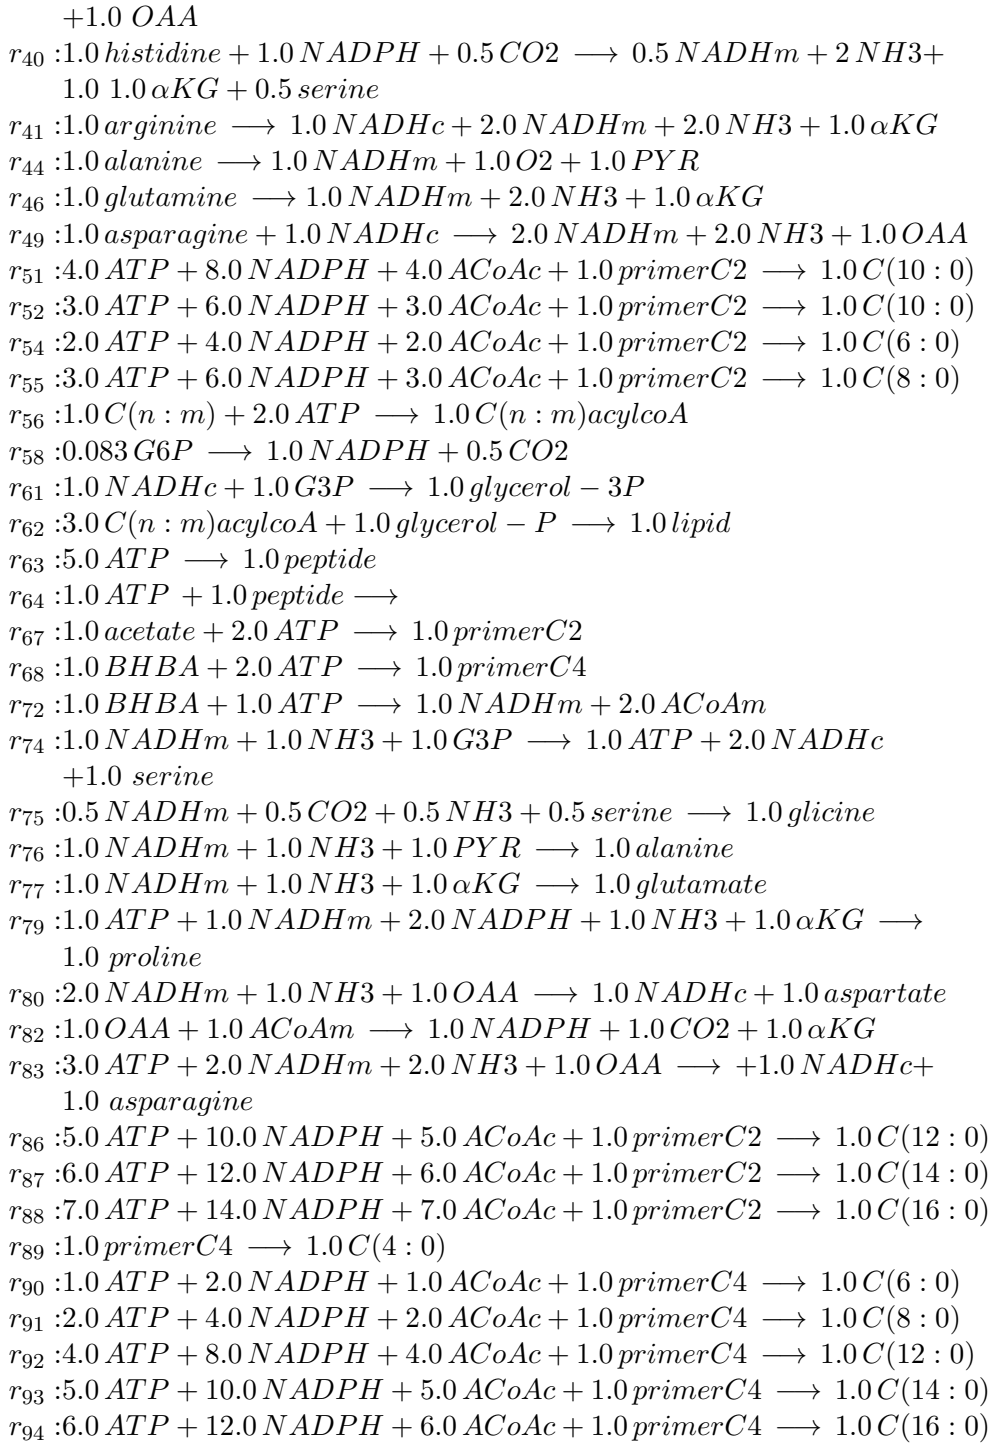 +1.0 OAA
r40 :1.0 histidine + 1.0 NADPH + 0.5 CO2 ⟶ 0.5 NADHm + 2 NH3+
1.0 1.0 αKG + 0.5 serine
r41 :1.0 arginine ⟶ 1.0 NADHc + 2.0 NADHm + 2.0 NH3 + 1.0 αKG
r44 :1.0 alanine ⟶ 1.0 NADHm + 1.0 O2 + 1.0 PYR
r46 :1.0 glutamine ⟶ 1.0 NADHm + 2.0 NH3 + 1.0 αKG
r49 :1.0 asparagine + 1.0 NADHc ⟶ 2.0 NADHm + 2.0 NH3 + 1.0 OAA
r51 :4.0 ATP + 8.0 NADPH + 4.0 ACoAc + 1.0 primerC2 ⟶ 1.0 C(10 : 0)
r52 :3.0 ATP + 6.0 NADPH + 3.0 ACoAc + 1.0 primerC2 ⟶ 1.0 C(10 : 0)
r54 :2.0 ATP + 4.0 NADPH + 2.0 ACoAc + 1.0 primerC2 ⟶ 1.0 C(6 : 0)
r55 :3.0 ATP + 6.0 NADPH + 3.0 ACoAc + 1.0 primerC2 ⟶ 1.0 C(8 : 0)
r56 :1.0 C(n : m) + 2.0 ATP ⟶ 1.0 C(n : m)acylcoA
r58 :0.083 G6P ⟶ 1.0 NADPH + 0.5 CO2
r61 :1.0 NADHc + 1.0 G3P ⟶ 1.0 glycerol − 3P
r62 :3.0 C(n : m)acylcoA + 1.0 glycerol − P ⟶ 1.0 lipid
r63 :5.0 ATP ⟶ 1.0 peptide
r64 :1.0 ATP + 1.0 peptide ⟶
r67 :1.0 acetate + 2.0 ATP ⟶ 1.0 primerC2
r68 :1.0 BHBA + 2.0 ATP ⟶ 1.0 primerC4
r72 :1.0 BHBA + 1.0 ATP ⟶ 1.0 NADHm + 2.0 ACoAm
r74 :1.0 NADHm + 1.0 NH3 + 1.0 G3P ⟶ 1.0 ATP + 2.0 NADHc
+1.0 serine
r75 :0.5 NADHm + 0.5 CO2 + 0.5 NH3 + 0.5 serine ⟶ 1.0 glicine
r76 :1.0 NADHm + 1.0 NH3 + 1.0 PYR ⟶ 1.0 alanine
r77 :1.0 NADHm + 1.0 NH3 + 1.0 αKG ⟶ 1.0 glutamate
r79 :1.0 ATP + 1.0 NADHm + 2.0 NADPH + 1.0 NH3 + 1.0 αKG ⟶
1.0 proline
r80 :2.0 NADHm + 1.0 NH3 + 1.0 OAA ⟶ 1.0 NADHc + 1.0 aspartate
r82 :1.0 OAA + 1.0 ACoAm ⟶ 1.0 NADPH + 1.0 CO2 + 1.0 αKG
r83 :3.0 ATP + 2.0 NADHm + 2.0 NH3 + 1.0 OAA ⟶ +1.0 NADHc+
1.0 asparagine
r86 :5.0 ATP + 10.0 NADPH + 5.0 ACoAc + 1.0 primerC2 ⟶ 1.0 C(12 : 0)
r87 :6.0 ATP + 12.0 NADPH + 6.0 ACoAc + 1.0 primerC2 ⟶ 1.0 C(14 : 0)
r88 :7.0 ATP + 14.0 NADPH + 7.0 ACoAc + 1.0 primerC2 ⟶ 1.0 C(16 : 0)
r89 :1.0 primerC4 ⟶ 1.0 C(4 : 0)
r90 :1.0 ATP + 2.0 NADPH + 1.0 ACoAc + 1.0 primerC4 ⟶ 1.0 C(6 : 0)
r91 :2.0 ATP + 4.0 NADPH + 2.0 ACoAc + 1.0 primerC4 ⟶ 1.0 C(8 : 0)
r92 :4.0 ATP + 8.0 NADPH + 4.0 ACoAc + 1.0 primerC4 ⟶ 1.0 C(12 : 0)
r93 :5.0 ATP + 10.0 NADPH + 5.0 ACoAc + 1.0 primerC4 ⟶ 1.0 C(14 : 0)
r94 :6.0 ATP + 12.0 NADPH + 6.0 ACoAc + 1.0 primerC4 ⟶ 1.0 C(16 : 0)